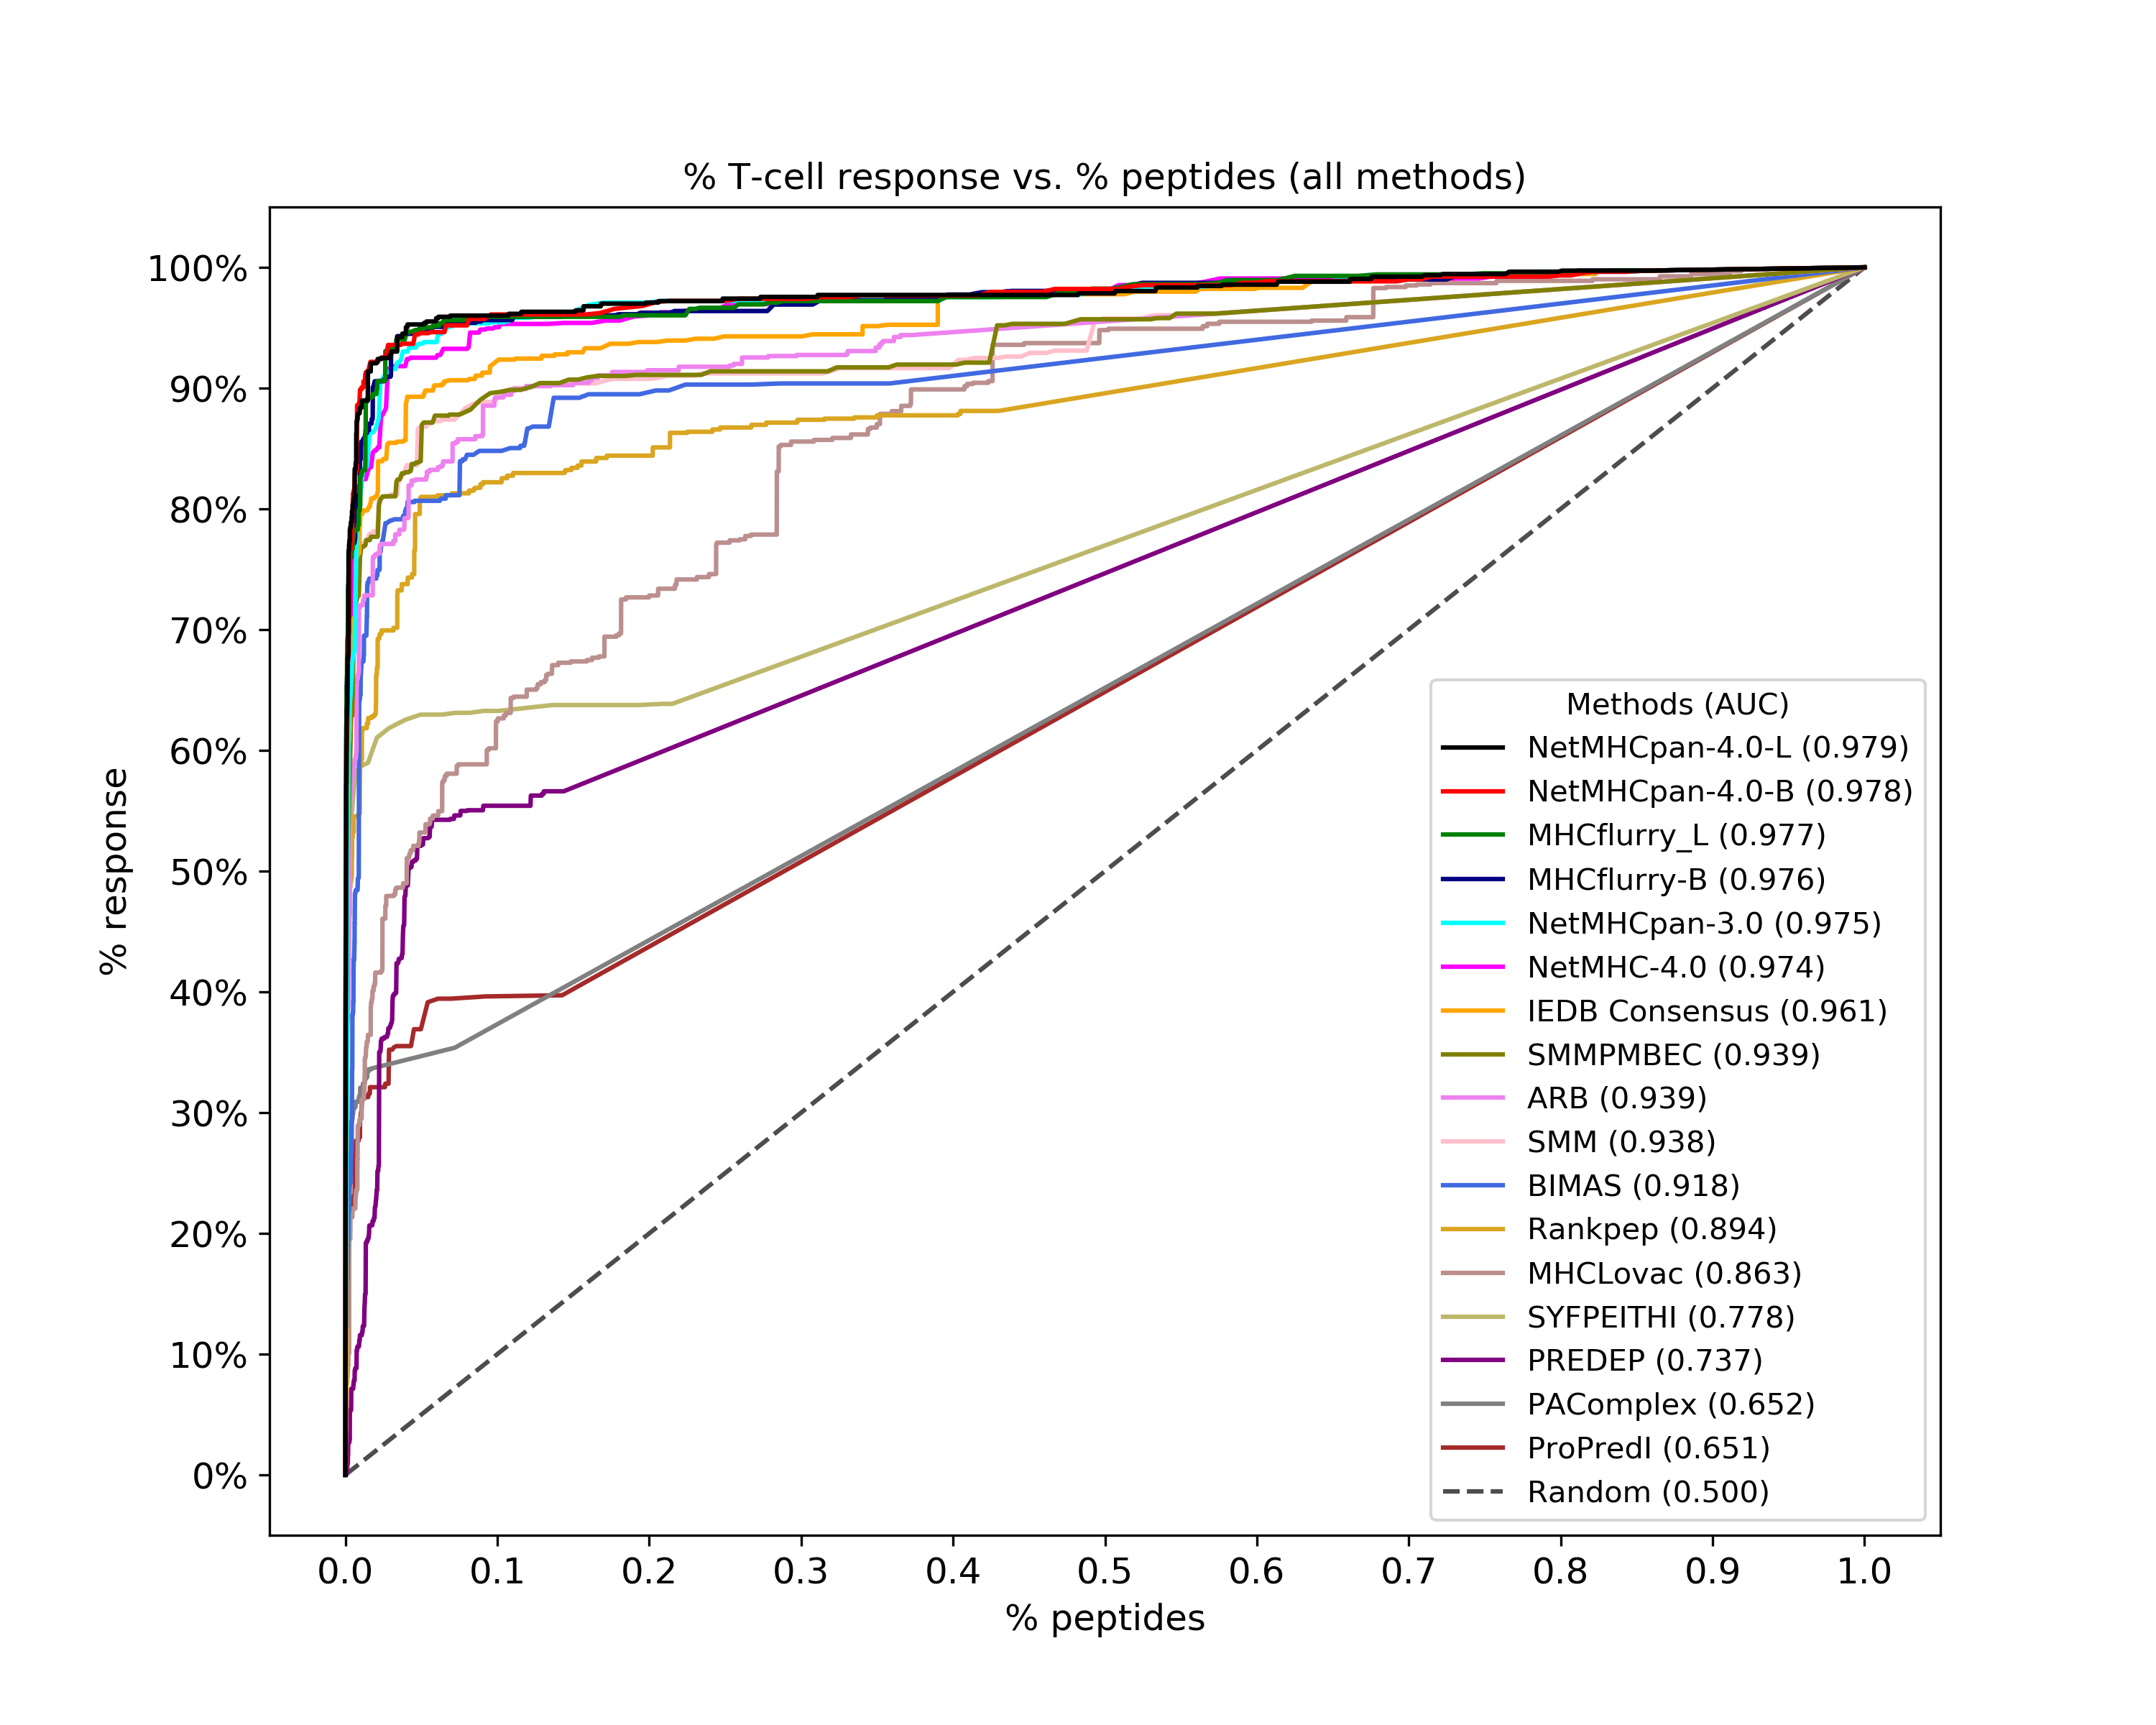 % T-cell response vs. % peptides (all methods)
100%
90%
80%
70%
60%
50%
40%
30%
20%
10%
0%
% response
0.0 0.1 0.2 0.3 0.4 0.5 0.6 0.7 0.8 0.9 1.0
% peptides
Methods (AUC)
NetMHCpan-4.0-L (0.979)
NetMHCpan-4.0-B (0.978)
MHCflurry_L (0.977)
MHCflurry-B (0.976)
NetMHCpan-3.0 (0.975)
NetMHC-4.0 (0.974)
IEDB Consensus (0.961)
SMMPMBEC (0.939)
ARB (0.939)
SMM (0.938)
BIMAS (0.918)
Rankpep (0.894)
MHCLovac (0.863)
SYFPEITHI (0.778)
PREDEP (0.737)
PAComplex (0.652)
ProPredI (0.651)
Random (0.500)